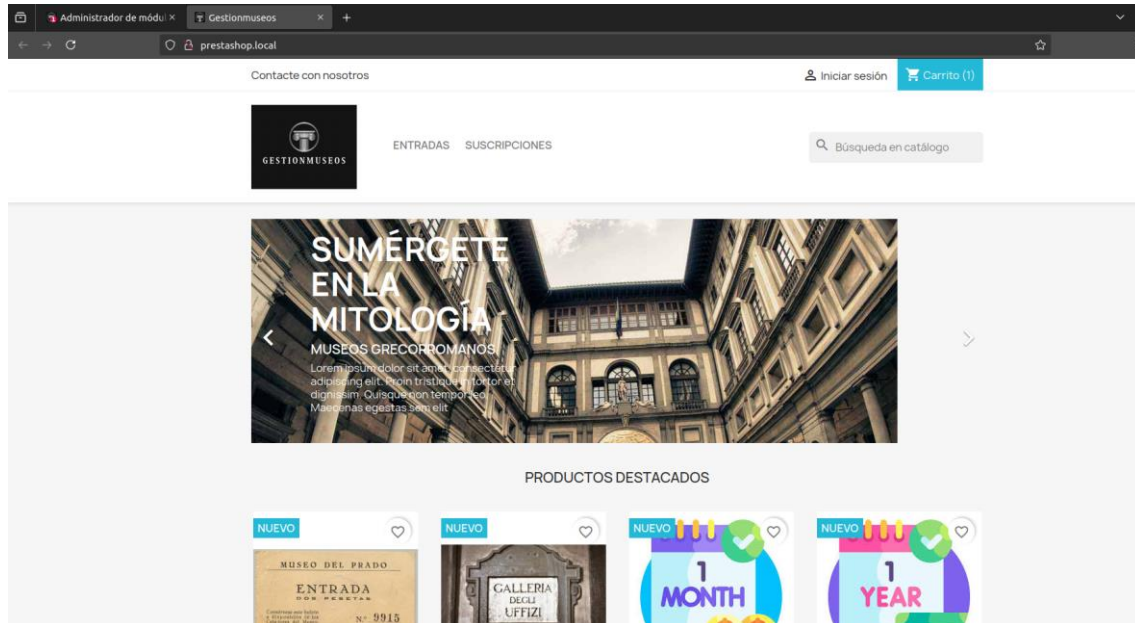 Administrador de módul
Gestionmuseos
prestashop.local
Contacte con nosotros
Iniciar sesión
Carrito (1)
GESTIONMUSEOS
ENTRADAS
SUSCRIPCIONES
Búsqueda en catálogo
SUMÉRGETE
EN LA
MITOLOGÍA
MUSEOS GRECORROMANOS
Lorem ipsum dolor sit amet, consectetur
adipiscing elit. Proin tristique in tortor et
dignissim. Quisque non tempor leo.
Maecenas egestas sem elit
PRODUCTOS DESTACADOS
NUEVO
MUSEO DEL PRADO
ENTRADA
DOS PESETAS
Nº 9915
NUEVO
GALLERIA
DEGLI
UFFIZI
NUEVO
1
MONTH
NUEVO
1
YEAR